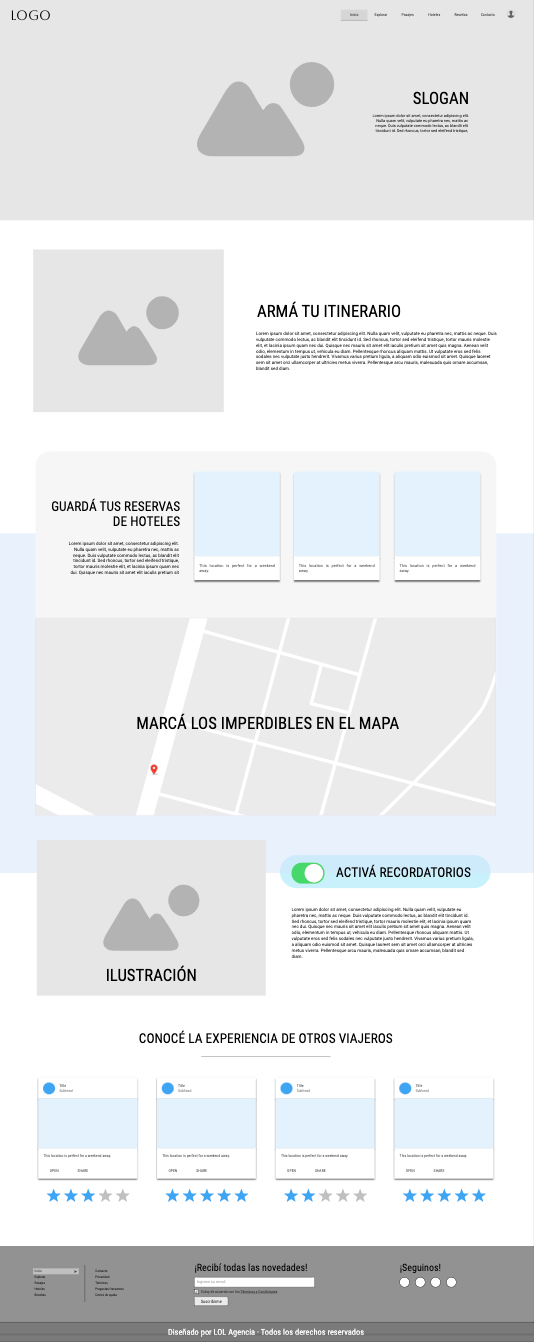 LOGO
Inicio Explorar Pasajes Hoteles Reseñas Contacto
SLOGAN
Lorem ipsum dolor sit amet, consectetur adipiscing elit.
Nulla quam velit, vulputate eu pharetra nec, mattis ac
neque. Duis vulputate commodo lectus, ac blandit elit
tincidunt id. Sed rhoncus, tortor sed eleifend tristique,
ARMÁ TU ITINERARIO
Lorem ipsum dolor sit amet, consectetur adipiscing elit. Nulla quam velit, vulputate eu pharetra nec, mattis ac neque. Duis
vulputate commodo lectus, ac blandit elit tincidunt id. Sed rhoncus, tortor sed eleifend tristique, tortor mauris molestie
elit, et lacinia ipsum quam nec dui. Quisque nec mauris sit amet elit iaculis pretium sit amet quis magna. Aenean velit
odio, elementum in tempus ut, vehicula eu diam. Pellentesque rhoncus aliquam mattis. Ut vulputate eros sed felis
sodales nec vulputate justo hendrerit. Vivamus varius pretium ligula, a aliquam odio euismod sit amet. Quisque laoreet
sem sit amet orci ullamcorper at ultricies metus viverra. Pellentesque arcu mauris, malesuada quis ornare accumsan,
blandit sed diam.
GUARDÁ TUS RESERVAS
DE HOTELES
Lorem ipsum dolor sit amet, consectetur adipiscing elit.
Nulla quam velit, vulputate eu pharetra nec, mattis ac
neque. Duis vulputate commodo lectus, ac blandit elit
tincidunt id. Sed rhoncus, tortor sed eleifend tristique,
tortor mauris molestie elit, et lacinia ipsum quam nec
dui. Quisque nec mauris sit amet elit iaculis pretium sit
This location is perfect for a weekend
away.
This location is perfect for a weekend
away.
This location is perfect for a weekend
away.
MARCÁ LOS IMPERDIBLES EN EL MAPA
ILUSTRACIÓN
ACTIVÁ RECORDATORIOS
Lorem ipsum dolor sit amet, consectetur adipiscing elit. Nulla quam velit, vulputate eu
pharetra nec, mattis ac neque. Duis vulputate commodo lectus, ac blandit elit tincidunt id.
Sed rhoncus, tortor sed eleifend tristique, tortor mauris molestie elit, et lacinia ipsum quam
nec dui. Quisque nec mauris sit amet elit iaculis pretium sit amet quis magna. Aenean velit
odio, elementum in tempus ut, vehicula eu diam. Pellentesque rhoncus aliquam mattis. Ut
vulputate eros sed felis sodales nec vulputate justo hendrerit. Vivamus varius pretium ligula,
a aliquam odio euismod sit amet. Quisque laoreet sem sit amet orci ullamcorper at ultricies
metus viverra. Pellentesque arcu mauris, malesuada quis ornare accumsan, blandit sed
diam.
CONOCÉ LA EXPERIENCIA DE OTROS VIAJEROS
Title
Subhead
This location is perfect for a weekend away.
OPEN SHARE
Title
Subhead
This location is perfect for a weekend away.
OPEN SHARE
Title
Subhead
This location is perfect for a weekend away.
OPEN SHARE
Title
Subhead
This location is perfect for a weekend away.
OPEN SHARE
Inicio
Explorar
Pasajes
Hoteles
Reseñas
Contacto
Privacidad
Términos
Preguntas frecuentes
Centro de ayuda
¡Recibí todas las novedades!
Ingrese su email
Estoy de acuerdo con los Términos y Condiciones
Suscribirme
¡Seguinos!
Diseñado por LOL Agencia - Todos los derechos reservados